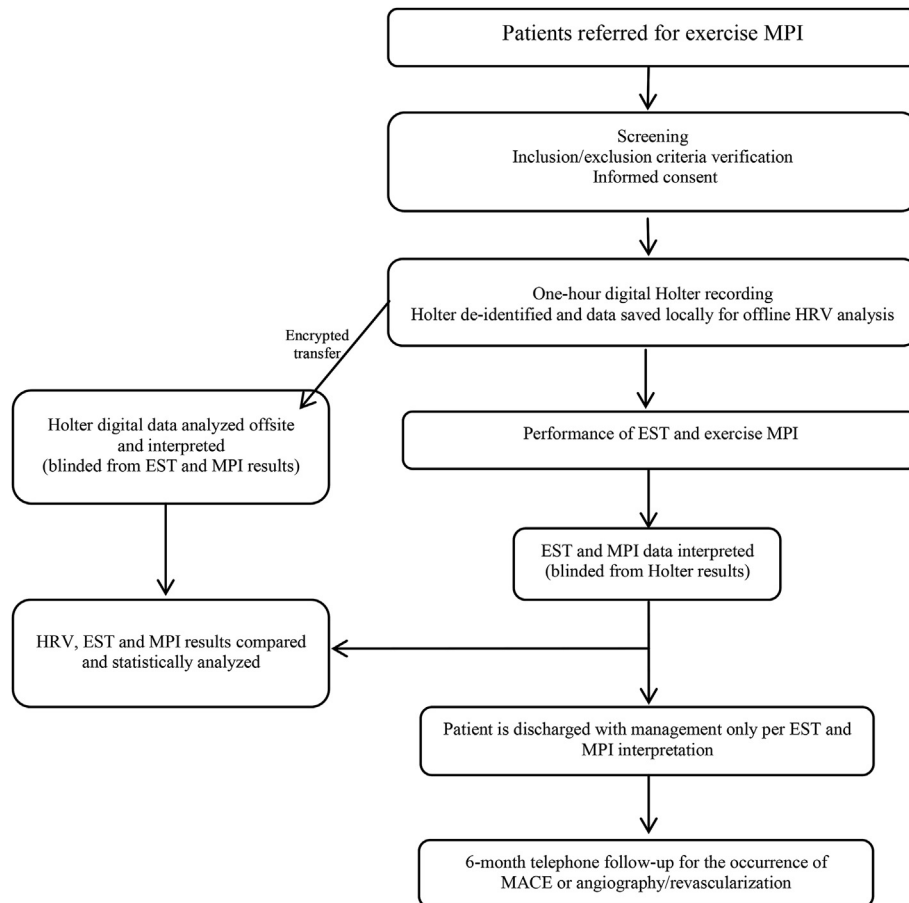 Patients referred for exercise MPI
Screening
Inclusion/exclusion criteria verification
Informed consent
One-hour digital Holter recording
Holter de-identified and data saved locally for offline HRV analysis
Encrypted
transfer
Holter digital data analyzed offsite
and interpreted
(blinded from EST and MPI results)
Performance of EST and exercise MPI
EST and MPI data interpreted
(blinded from Holter results)
HRV, EST and MPI results compared
and statistically analyzed
Patient is discharged with management only per EST and
MPI interpretation
6-month telephone follow-up for the occurrence of
MACE or angiography/revascularization